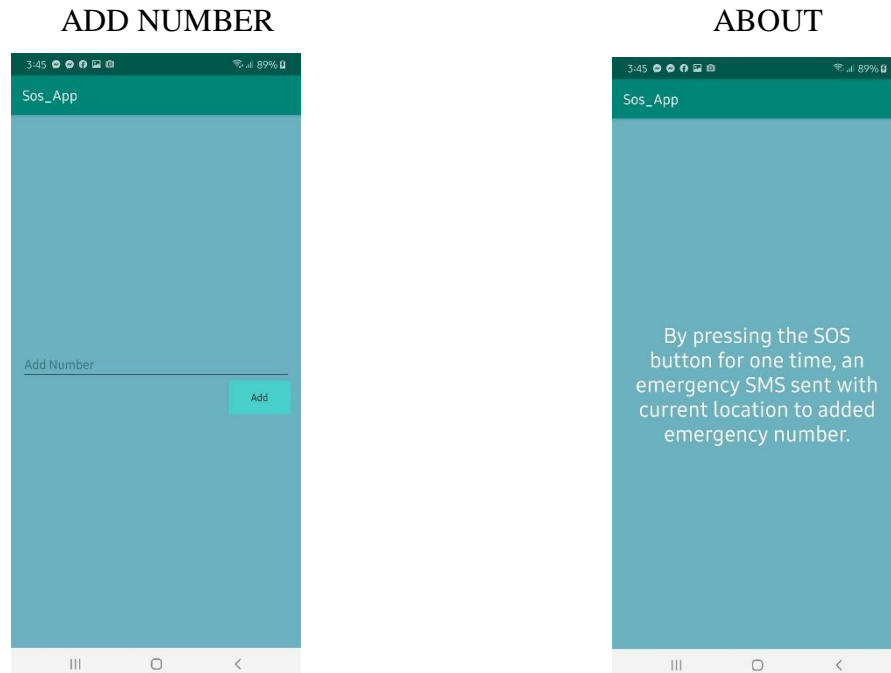 ADD NUMBER
3:45 89%
Sos_App
Add Number
Add
ABOUT
3:45 89%
Sos_App
By pressing the SOS
button for one time, an
emergency SMS sent with
current location to added
emergency number.